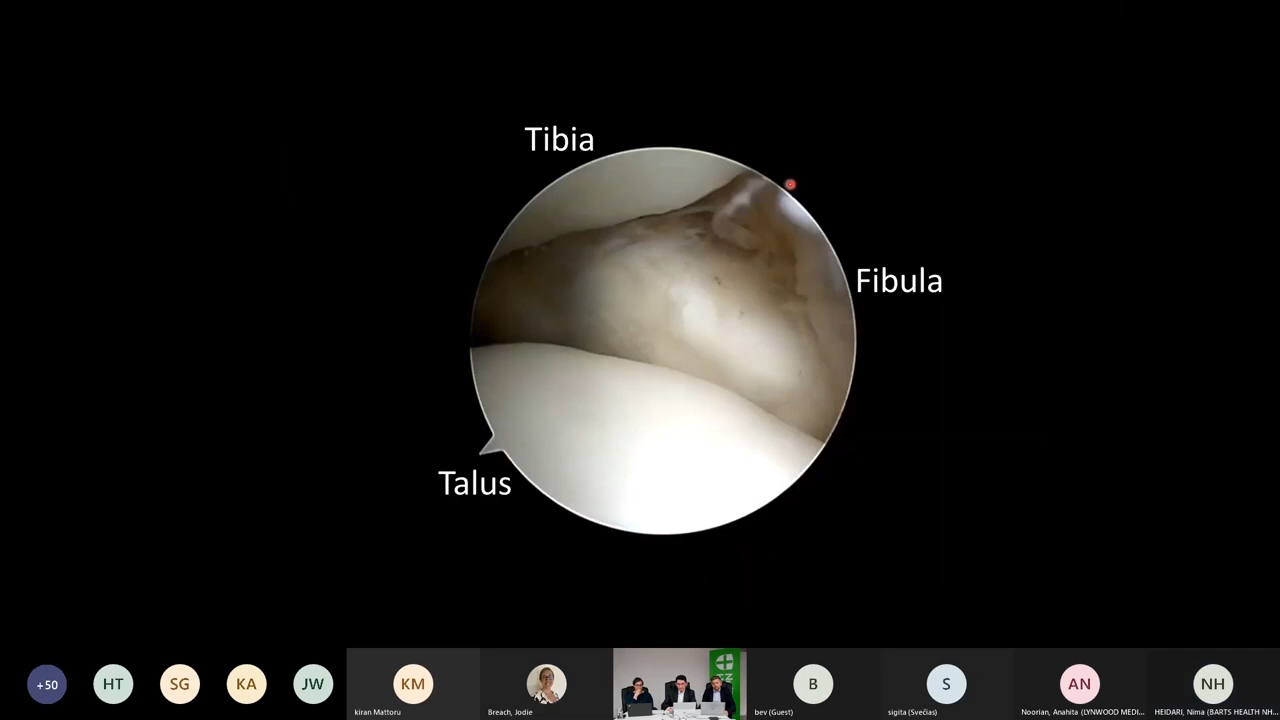 Tibia
Fibula
Talus
+50
HT
SG
KA
JW
KM
B
S
AN
NH
kiran Mattoru
Breach, Jodie
bev (Guest)
sigita (Svečias)
Noorian, Anahita (LYNWOOD MEDI...
HEIDARI, Nima (BARTS HEALTH NH...